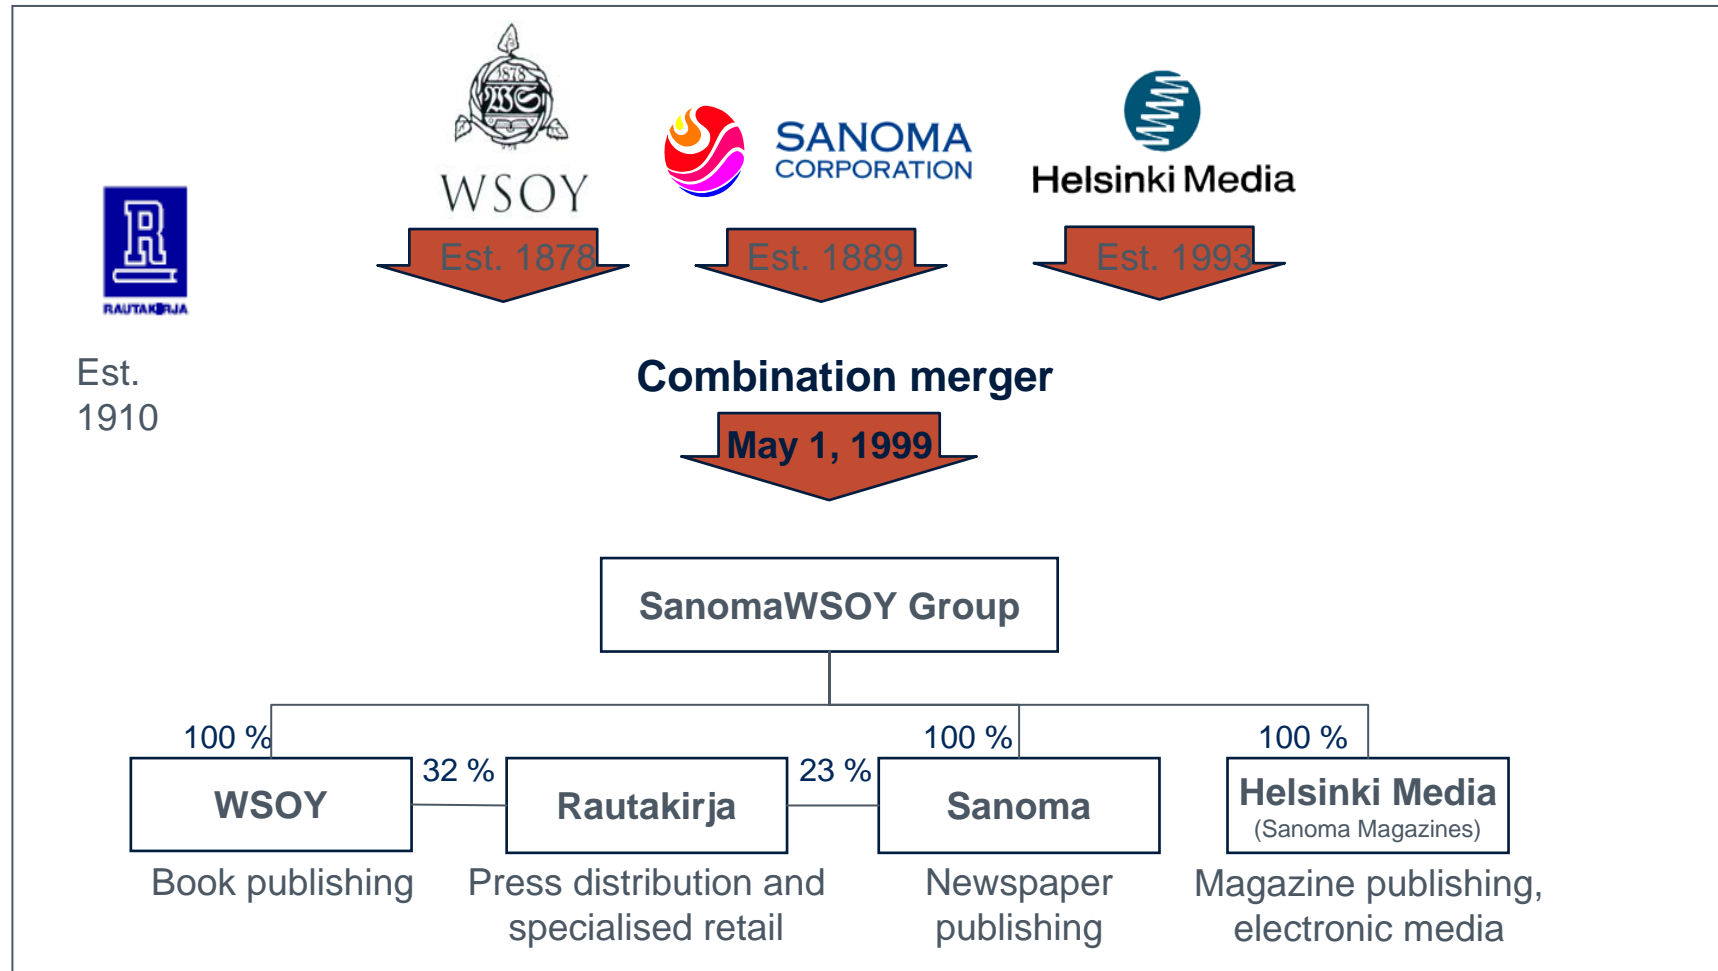 1878
WS
WSOY
SANOMA
CORPORATION
Helsinki Media
R
RAUTAKIRJA
Est. 1878
Est. 1889
Est. 1993
Est.
1910
Combination merger
May 1, 1999
SanomaWSOY Group
100 %
100 %
100 %
32 %
23 %
WSOY
Rautakirja
Sanoma
Helsinki Media
(Sanoma Magazines)
Book publishing
Press distribution and
specialised retail
Newspaper
publishing
Magazine publishing,
electronic media